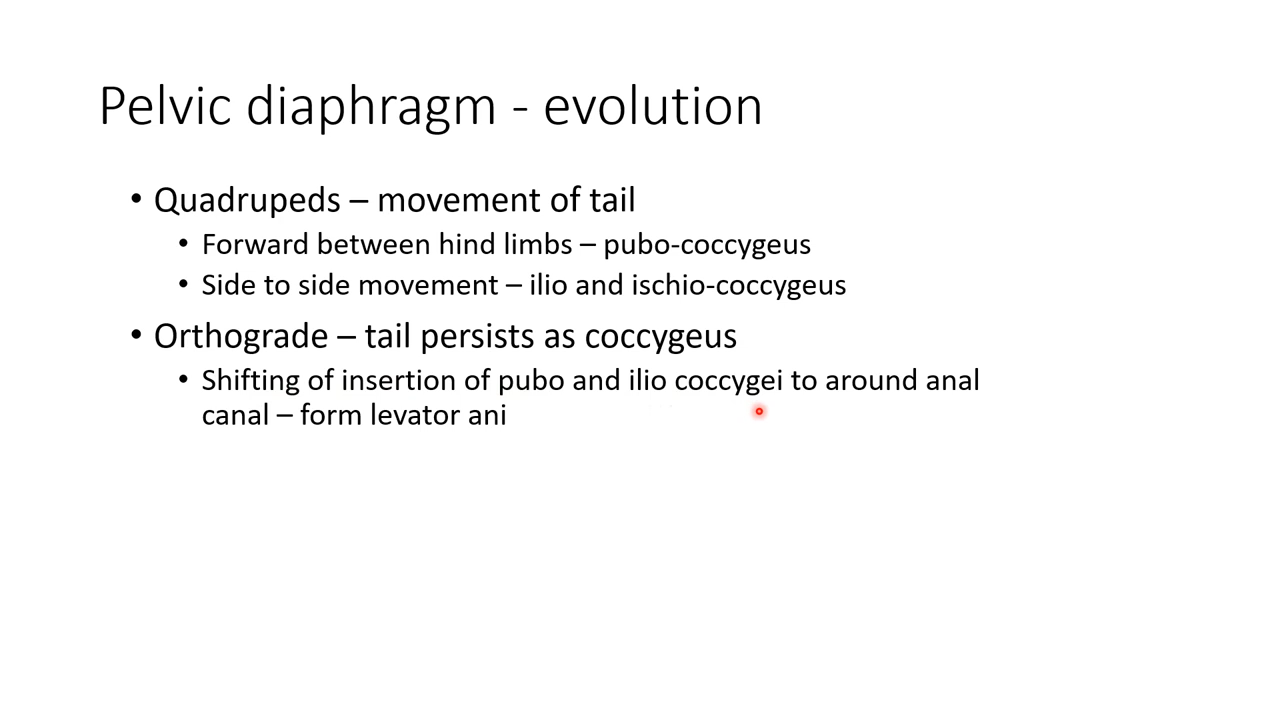 Pelvic diaphragm - evolution
• Quadrupeds – movement of tail
• Forward between hind limbs – pubo-coccygeus
• Side to side movement – ilio and ischio-coccygeus
• Orthograde – tail persists as coccygeus
• Shifting of insertion of pubo and ilio coccygei to around anal
canal – form levator ani